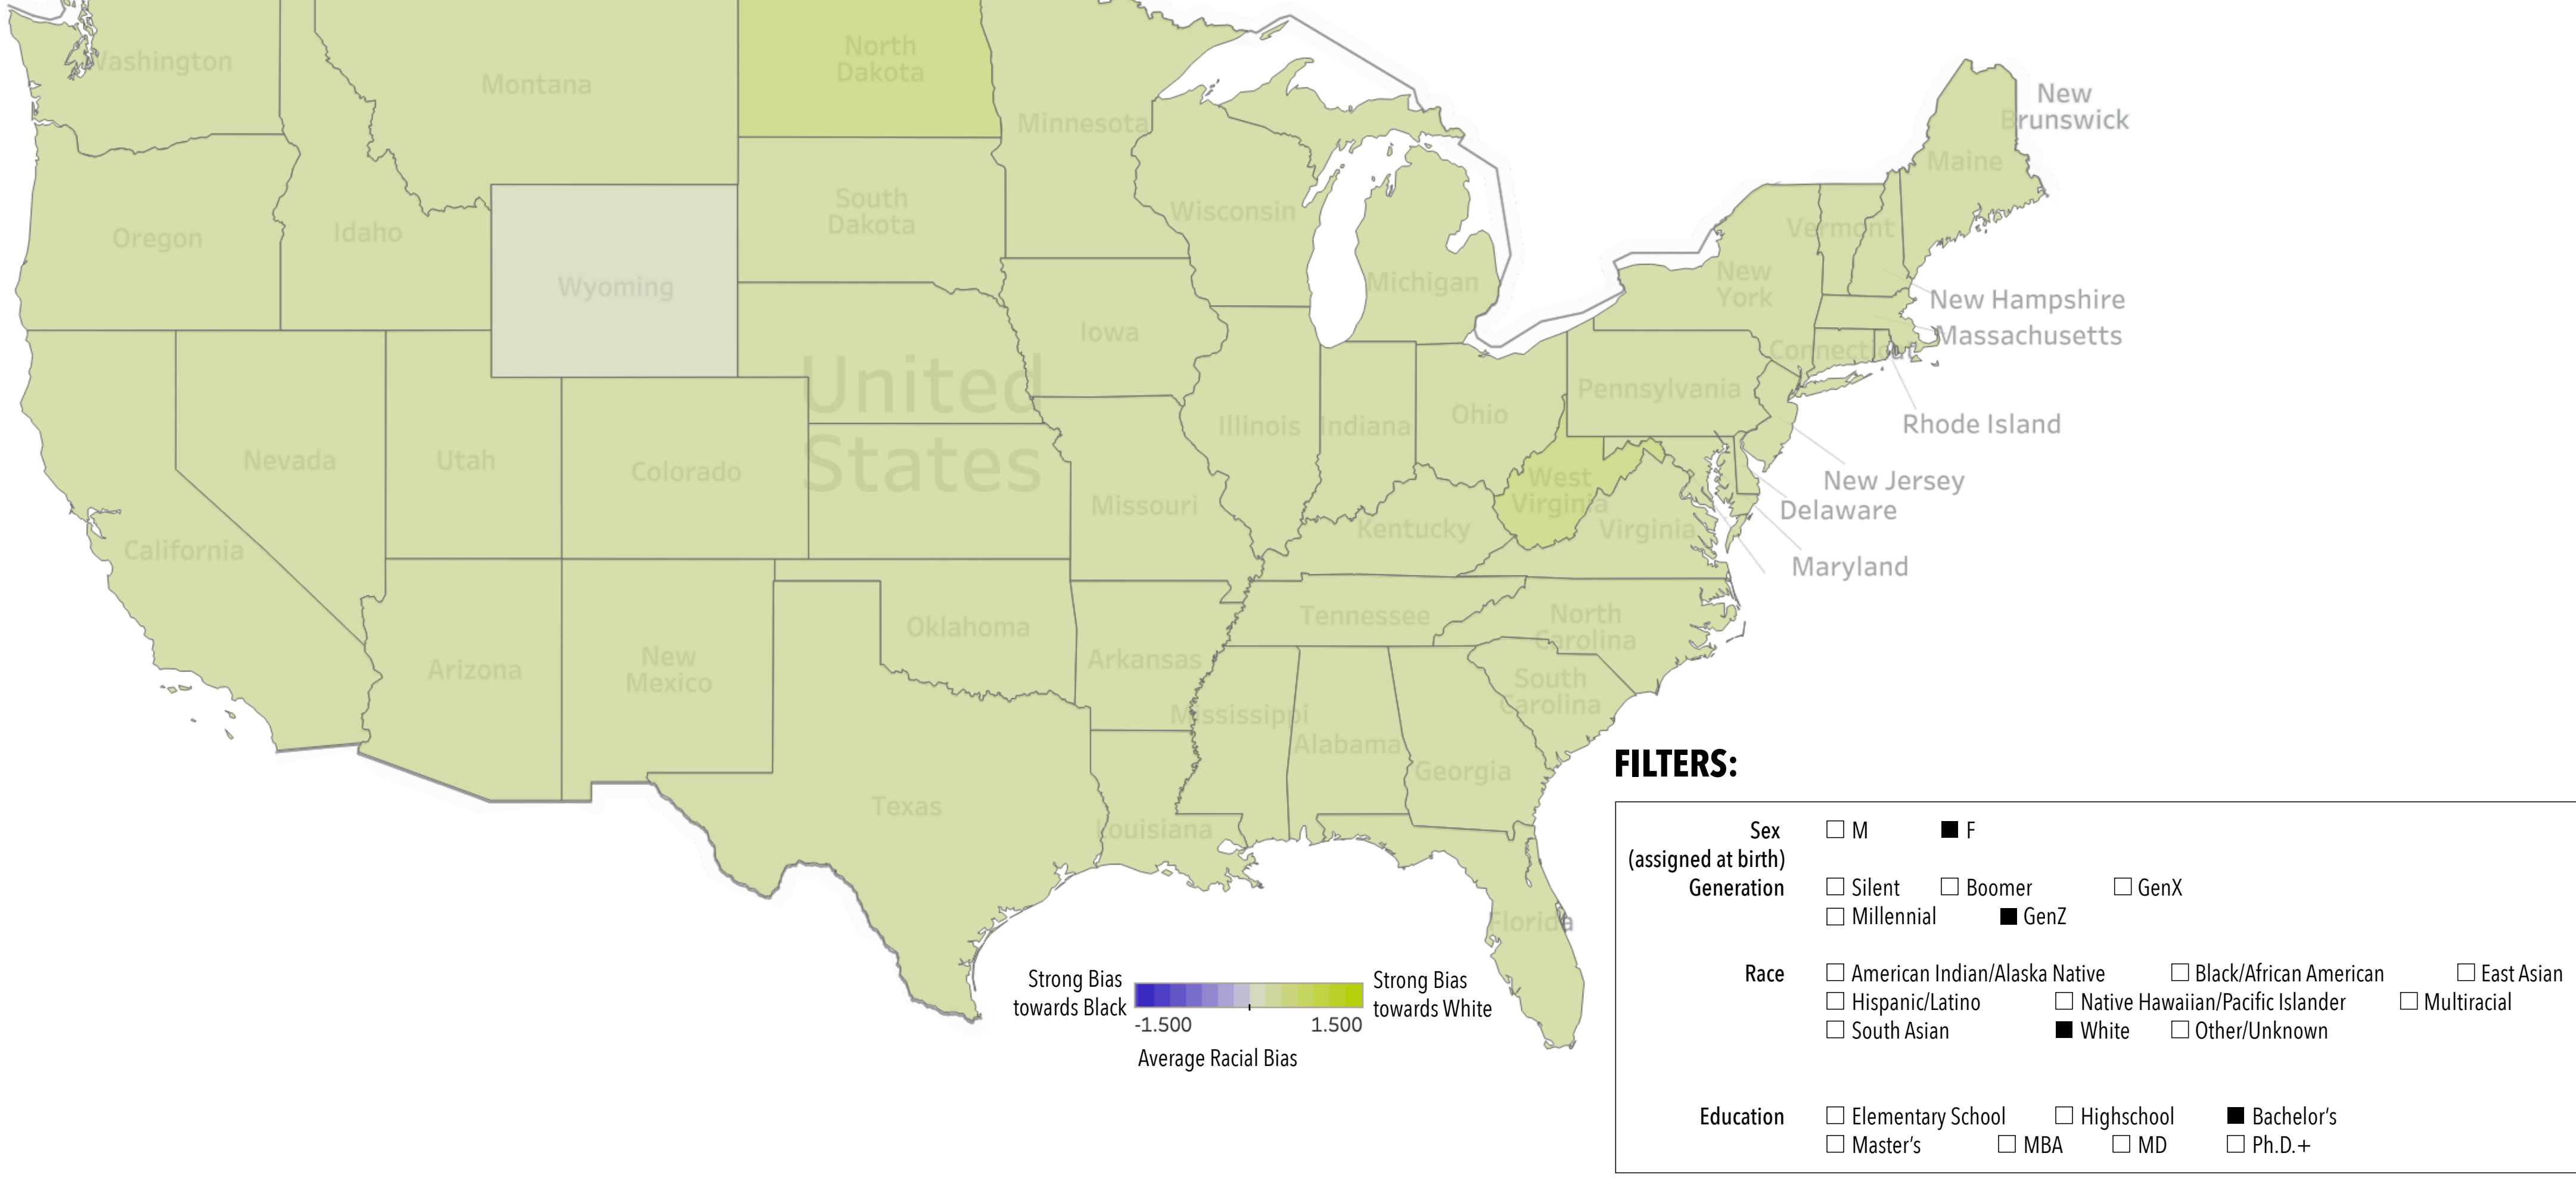 Washington
Montana
North
Dakota
Minnesota
New
Brunswick
Maine
Oregon
Idaho
Wyoming
South
Dakota
Wisconsin
Michigan
New
York
Vermont
New Hampshire
Massachusetts
Connecticut
Rhode Island
Iowa
United
States
Nevada
Utah
Colorado
Illinois
Indiana
Ohio
Pennsylvania
New Jersey
Delaware
Maryland
West
Virginia
Virginia
California
Missouri
Kentucky
Arizona
New
Mexico
Oklahoma
Arkansas
Tennessee
North
Carolina
South
Carolina
Mississippi
Alabama
Georgia
Texas
Louisiana
Florida
Strong Bias
towards Black
Strong Bias
towards White
-1.500 1.500
Average Racial Bias
FILTERS:
Sex
(assigned at birth)
M F
Generation
Silent Boomer GenX
Millennial GenZ
Race
American Indian/Alaska Native Black/African American East Asian
Hispanic/Latino Native Hawaiian/Pacific Islander Multiracial
South Asian White Other/Unknown
Education
Elementary School Highschool Bachelor's
Master's MBA MD Ph.D.+